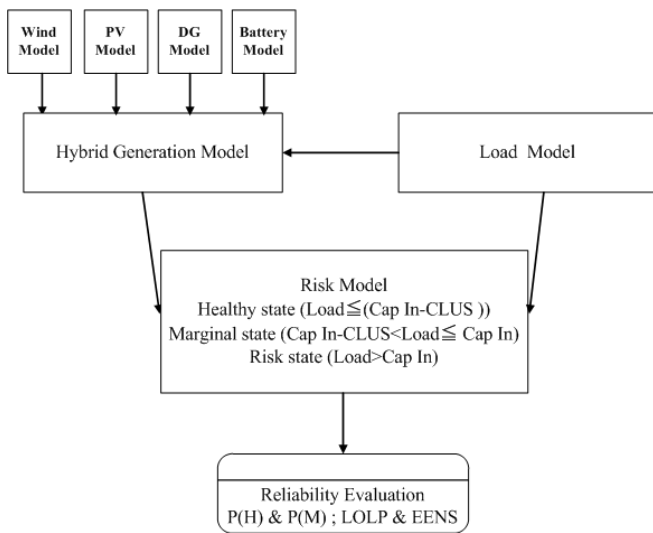 Wind
Model
PV
Model
DG
Model
Battery
Model
Hybrid Generation Model
Load Model
Risk Model
Healthy state (Load≦(Cap In-CLUS ))
Marginal state (Cap In-CLUS<Load≦ Cap In)
Risk state (Load>Cap In)
Reliability Evaluation
P(H) & P(M) ; LOLP & EENS